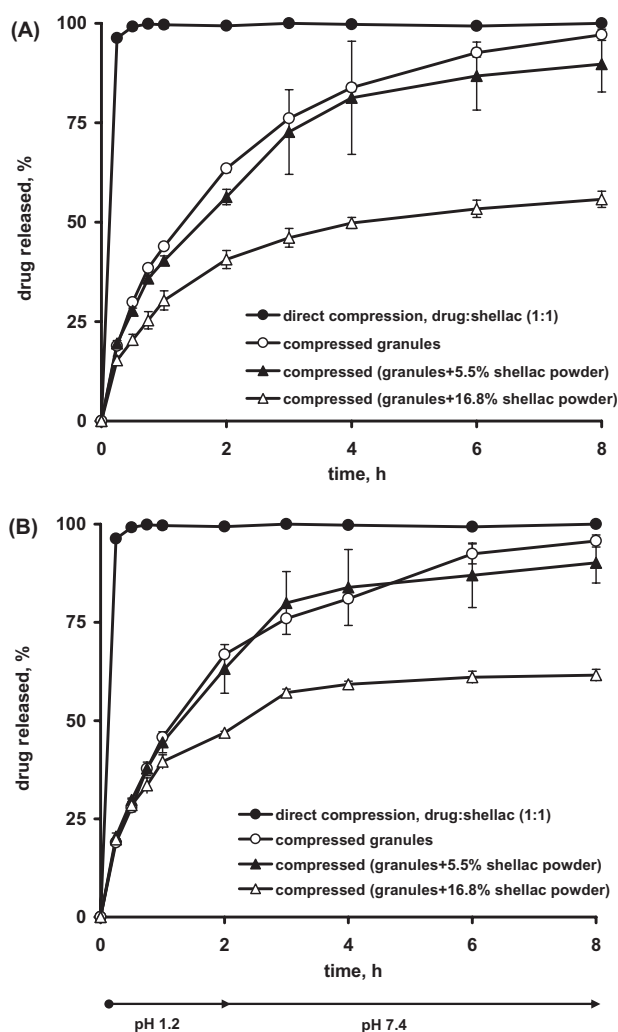 (A)
100
75
50
25
0
drug released, %
direct compression, drug:shellac (1:1)
compressed granules
compressed (granules+5.5% shellac powder)
compressed (granules+16.8% shellac powder)
0 2 4 6 8
time, h
(B)
100
75
50
25
0
drug released, %
direct compression, drug:shellac (1:1)
compressed granules
compressed (granules+5.5% shellac powder)
compressed (granules+16.8% shellac powder)
0 2 4 6 8
time, h
pH 1.2 pH 7.4